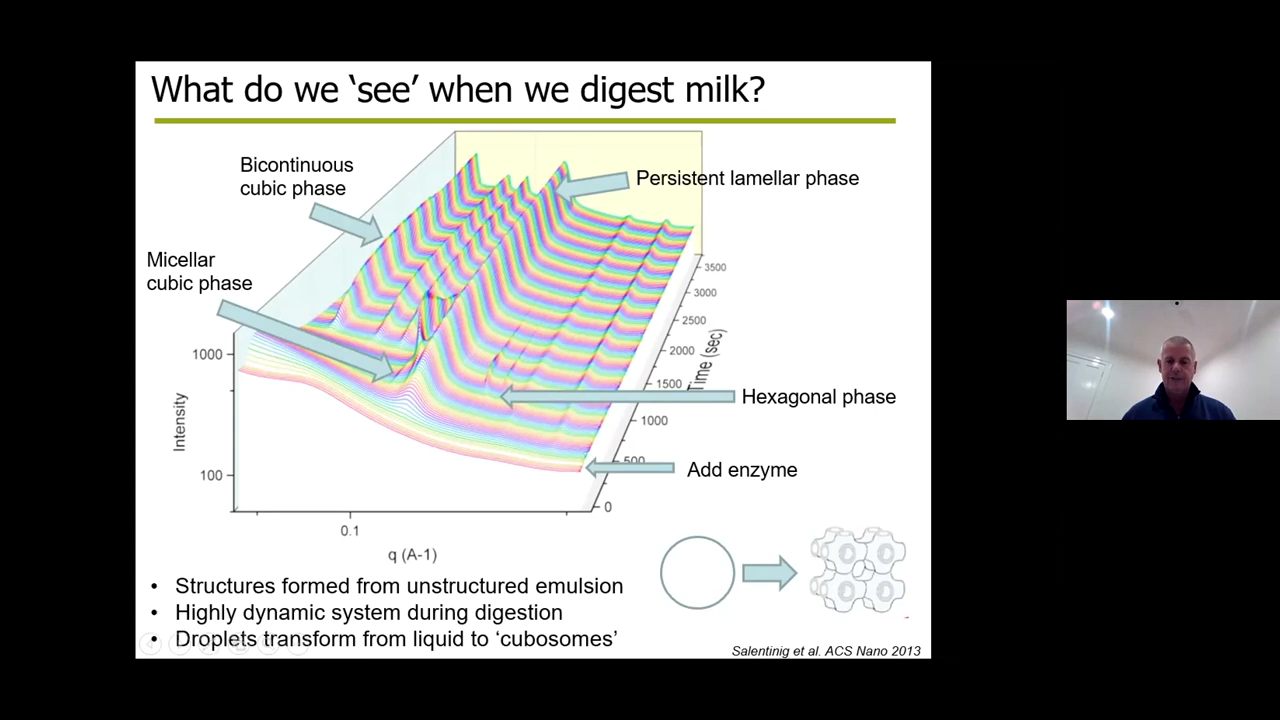 What do we ‘see’ when we digest milk?
Bicontinuous
cubic phase
Persistent lamellar phase
Micellar
cubic phase
Hexagonal phase
Add enzyme
Intensity
1000
100
0.1
q (A-1)
Time (sec)
3500
3000
2500
2000
1500
1000
500
0
• Structures formed from unstructured emulsion
• Highly dynamic system during digestion
• Droplets transform from liquid to ‘cubosomes’
Salentinig et al. ACS Nano 2013